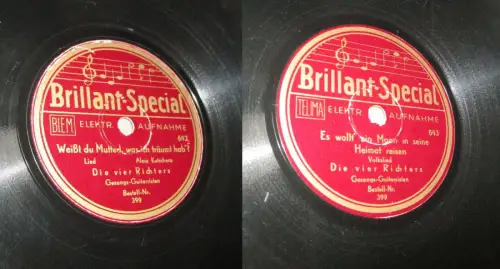 Brillant-Special
BIEM ELEKTR. AUFNAHME
642
Weißt du Mutterl, was ich träumt hab'?
Lied Alois Kutschera
Die vier Richters
Gesangs-Guitarristen
Bestell-Nr.
399
Brillant-Special
TELMA ELEKTR. AUFNAHME
643
Es wollt' ein Mann in seine
Heimat reisen
Volkslied
Die vier Richters
Gesangs-Guitarristen
Bestell-Nr.
399